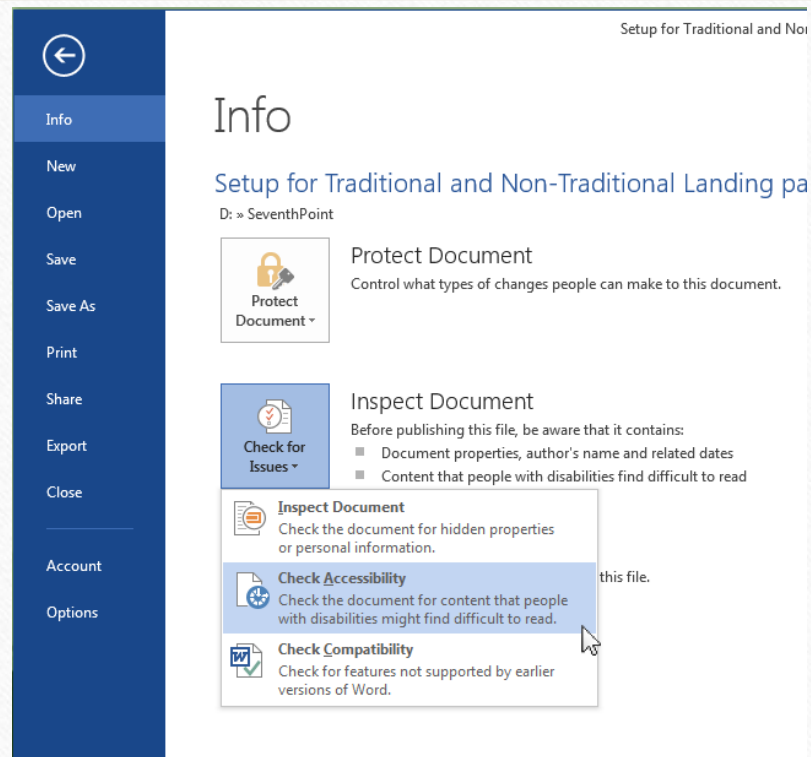 Setup for Traditional and Nor
Info
New
Open
Save
Save As
Print
Share
Export
Close
Account
Options
Info
Setup for Traditional and Non-Traditional Landing pa
D: » SeventhPoint
Protect
Document
Protect Document
Control what types of changes people can make to this document.
Check for
Issues
Inspect Document
Before publishing this file, be aware that it contains:
Document properties, author's name and related dates
Content that people with disabilities find difficult to read
Inspect Document
Check the document for hidden properties
or personal information.
Check Accessibility
Check the document for content that people
with disabilities might find difficult to read.
Check Compatibility
Check for features not supported by earlier
versions of Word.
this file.